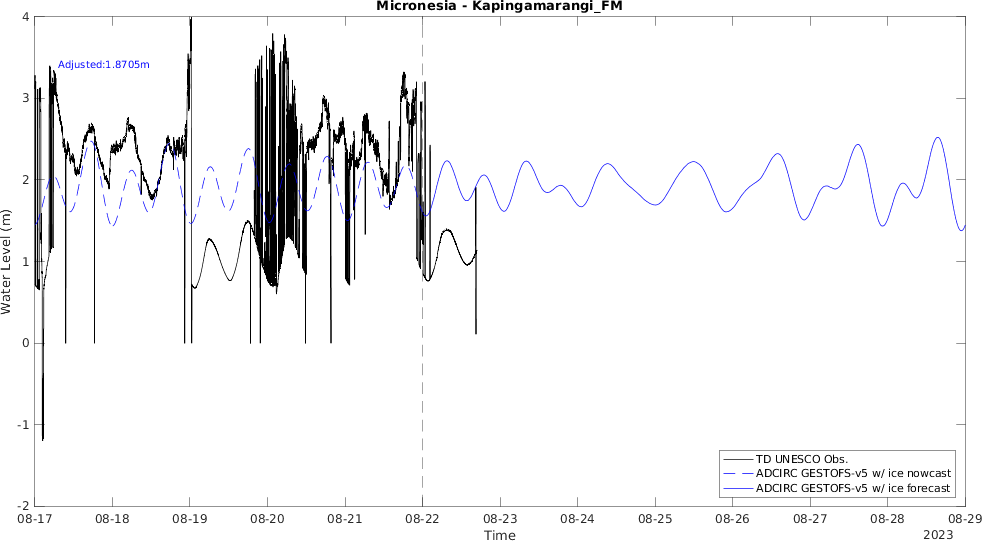 Micronesia - Kapingamarangi_FM
4
Adjusted:1.8705m
3
2
1
0
-1
-2
Water Level (m)
TD UNESCO Obs.
ADCIRC GESTOFS-v5 w/ ice nowcast
ADCIRC GESTOFS-v5 w/ ice forecast
08-17 08-18 08-19 08-20 08-21 08-22 08-23 08-24 08-25 08-26 08-27 08-28 08-29
Time
2023